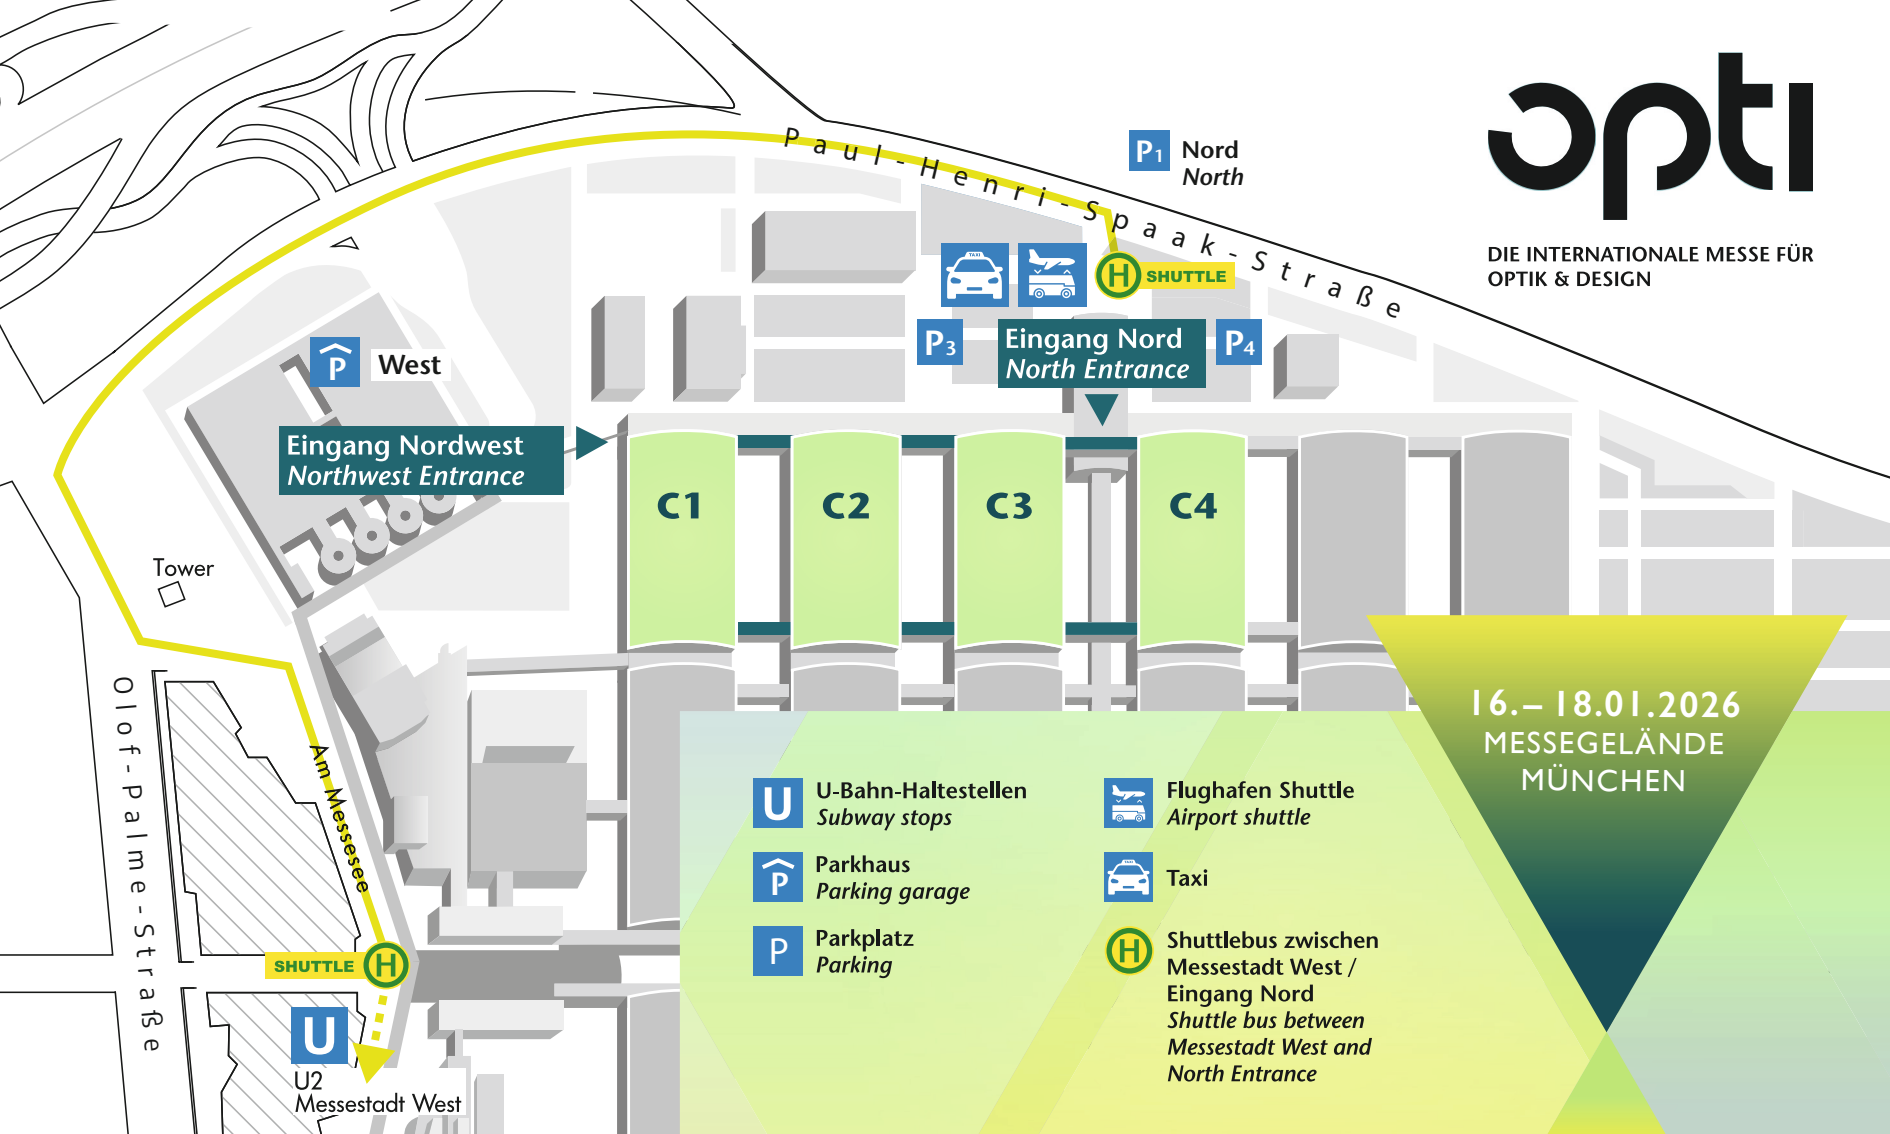 opti
DIE INTERNATIONALE MESSE FÜR
OPTIK & DESIGN
Paul-Henri-Spaak-Straße
P1
Nord
North
TAXI
H
SHUTTLE
P3
Eingang Nord
North Entrance
P4
P
West
Eingang Nordwest
Northwest Entrance
C1
C2
C3
C4
Tower
Olof-Palme-Straße
Am Messesee
SHUTTLE
H
U
U2
Messestadt West
16.–18.01.2026
MESSEGELÄNDE
MÜNCHEN
U
U-Bahn-Haltestellen
Subway stops
P
Parkhaus
Parking garage
P
Parkplatz
Parking
Flughafen Shuttle
Airport shuttle
TAXI
Taxi
H
Shuttlebus zwischen
Messestadt West /
Eingang Nord
Shuttle bus between
Messestadt West and
North Entrance